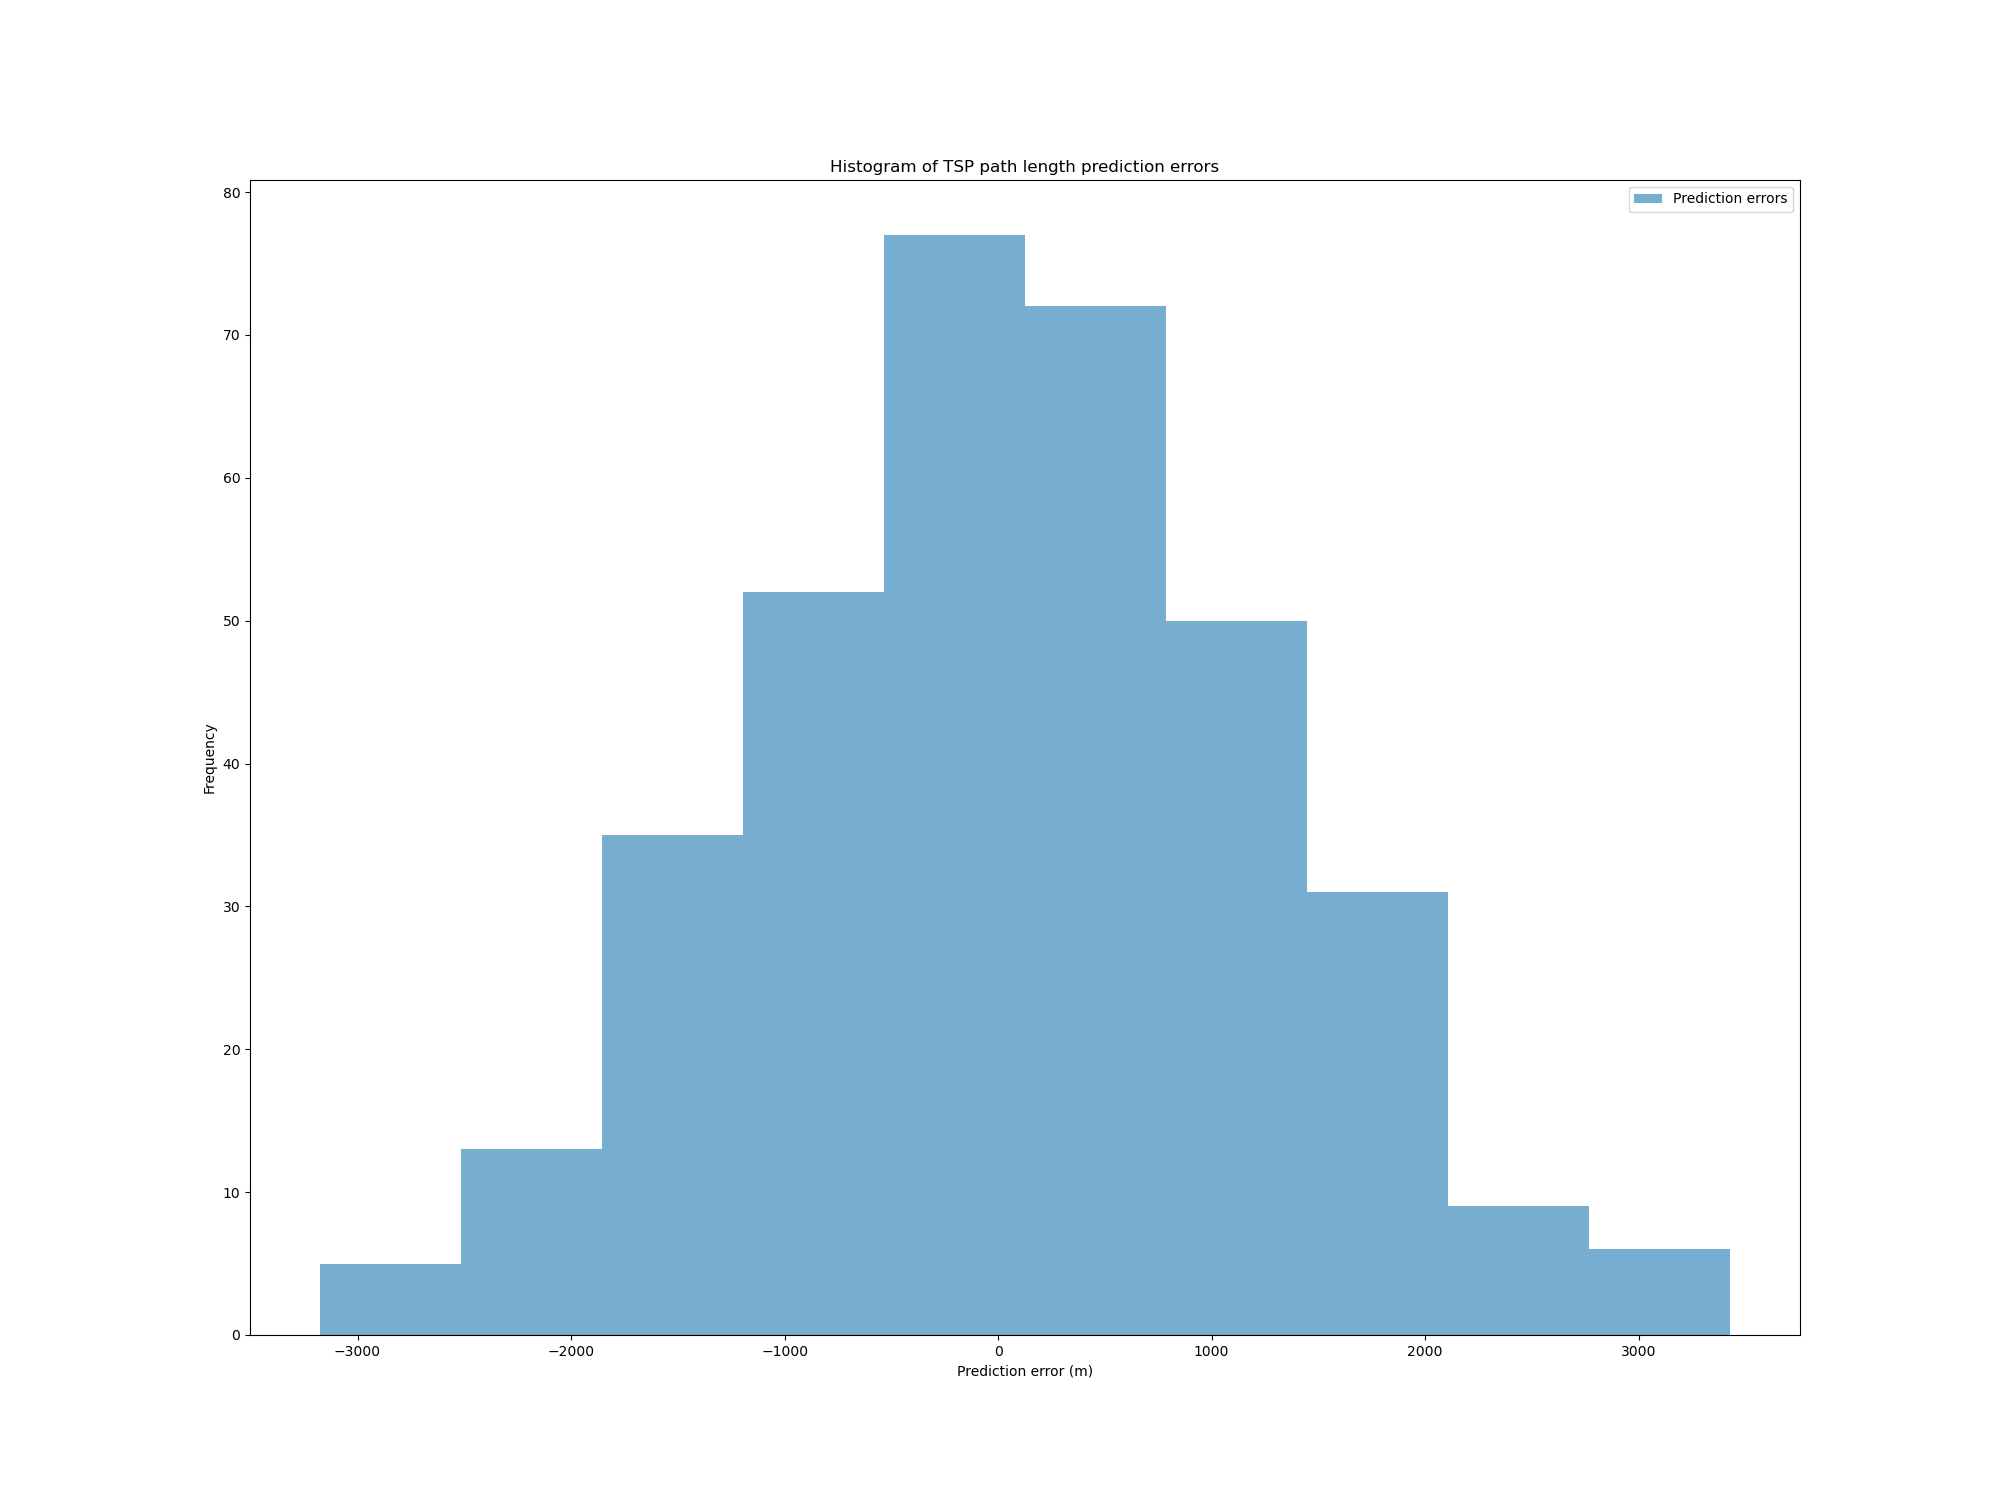 Histogram of TSP path length prediction errors
Prediction errors
80
70
60
50
40
30
20
10
0
Frequency
−3000 −2000 −1000 0 1000 2000 3000
Prediction error (m)